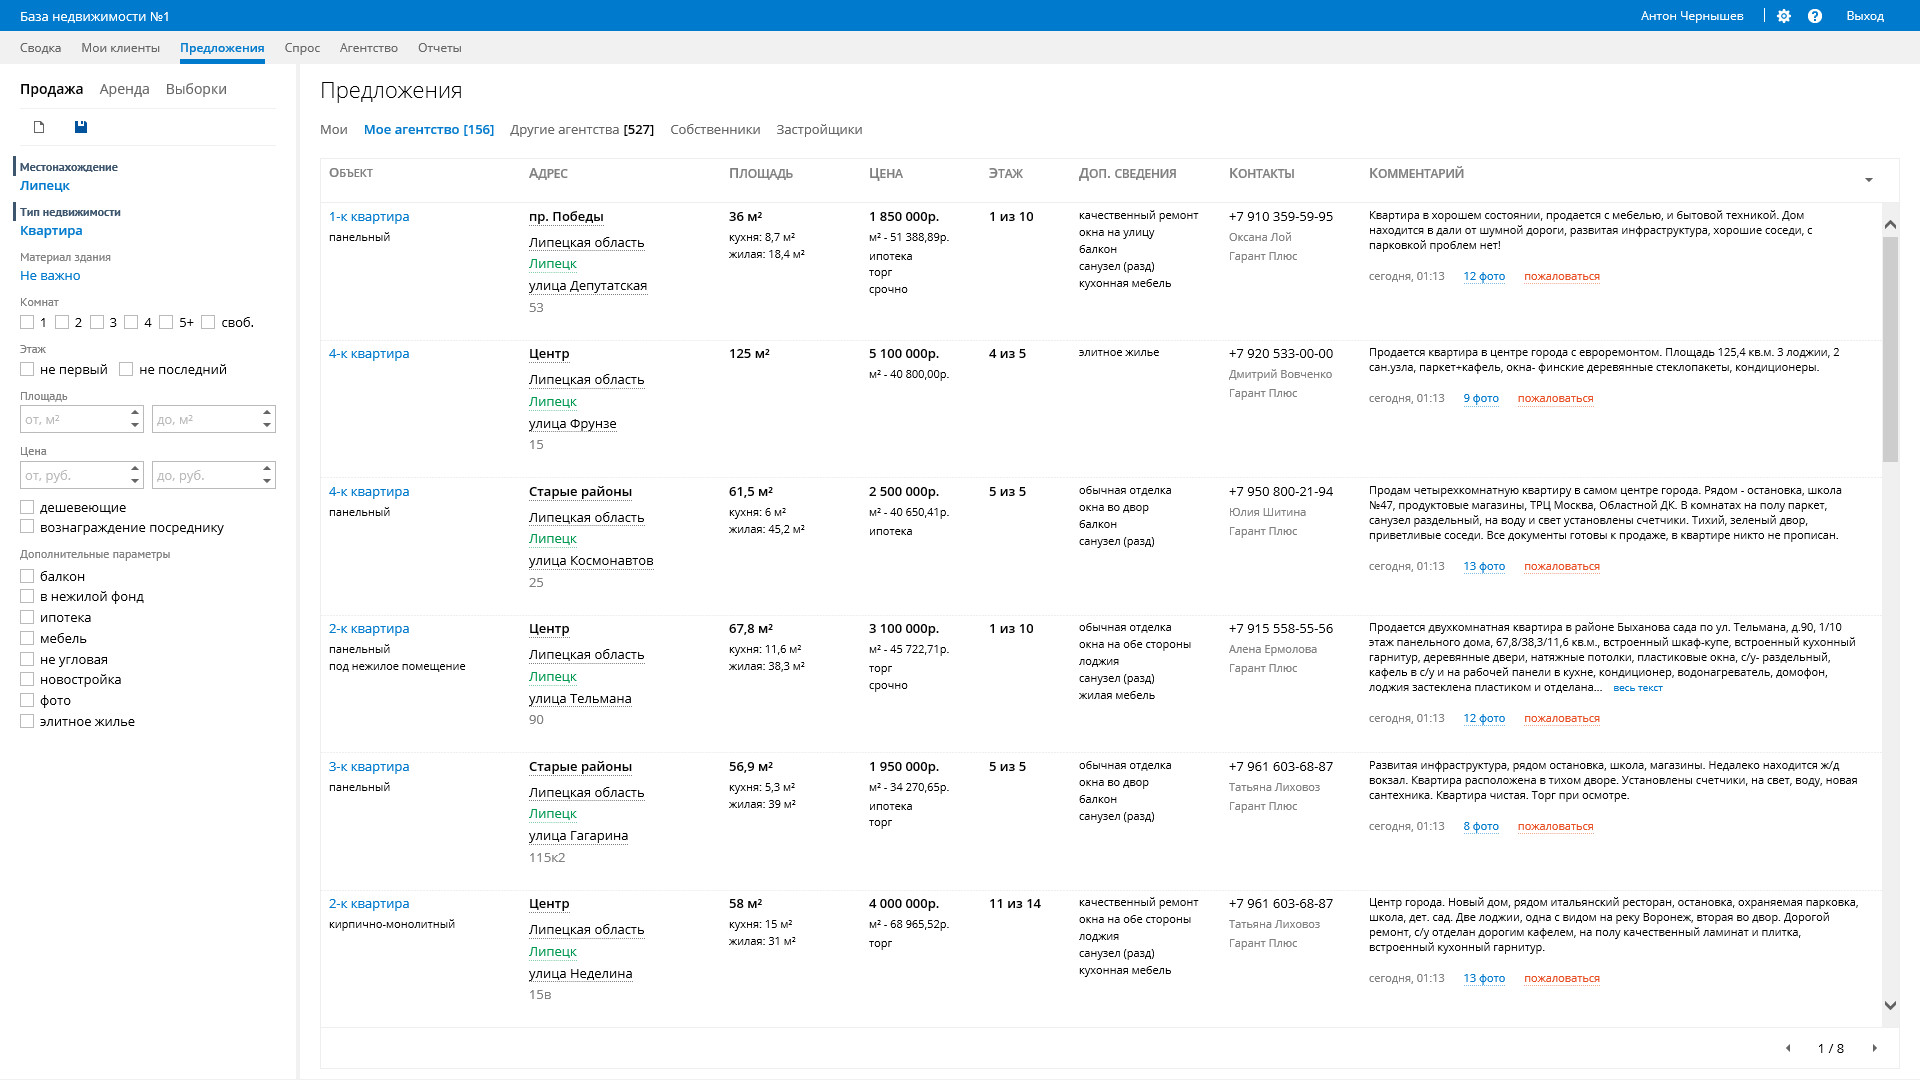 База недвижимости №1
Антон Чернышев
Выход
Сводка Мои клиенты Предложения Спрос Агентство Отчеты
Продажа Аренда Выборки
Местонахождение
Липецк
Тип недвижимости
Квартира
Материал здания
Не важно
Комнат
1 2 3 4 5+ своб.
Этаж
не первый не последний
Площадь
от, м² до, м²
Цена
от, руб. до, руб.
дешевеющие
вознаграждение посреднику
Дополнительные параметры
балкон
в нежилой фонд
ипотека
мебель
не угловая
новостройка
фото
элитное жилье
Предложения
Мои Мое агентство [156] Другие агентства [527] Собственники Застройщики
Объект Адрес Площадь Цена Этаж Доп. сведения Контакты Комментарий
1-к квартира
панельный
пр. Победы
Липецкая область
Липецк
улица Депутатская
53
36 м²
кухня: 8,7 м²
жилая: 18,4 м²
1 850 000р.
м² - 51 388,89р.
ипотека
торг
срочно
1 из 10
качественный ремонт
окна на улицу
балкон
санузел (разд)
кухонная мебель
+7 910 359-59-95
Оксана Лой
Гарант Плюс
Квартира в хорошем состоянии, продается с мебелью, и бытовой техникой. Дом
находится в дали от шумной дороги, развитая инфраструктура, хорошие соседи, с
парковкой проблем нет!
сегодня, 01:13 12 фото пожаловаться
4-к квартира
Центр
Липецкая область
Липецк
улица Фрунзе
15
125 м²
5 100 000р.
м² - 40 800,00р.
4 из 5
элитное жилье
+7 920 533-00-00
Дмитрий Вовченко
Гарант Плюс
Продается квартира в центре города с евроремонтом. Площадь 125,4 кв.м. 3 лоджии, 2
сан.узла, паркет+кафель, окна- финские деревянные стеклопакеты, кондиционеры.
сегодня, 01:13 9 фото пожаловаться
4-к квартира
панельный
Старые районы
Липецкая область
Липецк
улица Космонавтов
25
61,5 м²
кухня: 6 м²
жилая: 45,2 м²
2 500 000р.
м² - 40 650,41р.
ипотека
5 из 5
обычная отделка
окна во двор
балкон
санузел (разд)
+7 950 800-21-94
Юлия Шитина
Гарант Плюс
Продам четырехкомнатную квартиру в самом центре города. Рядом - остановка, школа
№47, продуктовые магазины, ТРЦ Москва, Областной ДК. В комнатах на полу паркет,
санузел раздельный, на воду и свет установлены счетчики. Тихий, зеленый двор,
приветливые соседи. Все документы готовы к продаже, в квартире никто не прописан.
сегодня, 01:13 13 фото пожаловаться
2-к квартира
панельный
под нежилое помещение
Центр
Липецкая область
Липецк
улица Тельмана
90
67,8 м²
кухня: 11,6 м²
жилая: 38,3 м²
3 100 000р.
м² - 45 722,71р.
торг
срочно
1 из 10
обычная отделка
окна на обе стороны
лоджия
санузел (разд)
жилая мебель
+7 915 558-55-56
Алена Ермолова
Гарант Плюс
Продается двухкомнатная квартира в районе Быханова сада по ул. Тельмана, д.90, 1/10
этаж панельного дома, 67,8/38,3/11,6 кв.м., встроенный шкаф-купе, встроенный кухонный
гарнитур, деревянные двери, натяжные потолки, пластиковые окна, с/у- раздельный,
кафель в с/у и на рабочей панели в кухне, кондиционер, водонагреватель, домофон,
лоджия застеклена пластиком и отделана... весь текст
сегодня, 01:13 12 фото пожаловаться
3-к квартира
панельный
Старые районы
Липецкая область
Липецк
улица Гагарина
115к2
56,9 м²
кухня: 5,3 м²
жилая: 39 м²
1 950 000р.
м² - 34 270,65р.
ипотека
торг
5 из 5
обычная отделка
окна во двор
балкон
санузел (разд)
+7 961 603-68-87
Татьяна Лиховоз
Гарант Плюс
Развитая инфраструктура, рядом остановка, школа, магазины. Недалеко находится ж/д
вокзал. Квартира расположена в тихом дворе. Установлены счетчики, на свет, воду, новая
сантехника. Квартира чистая. Торг при осмотре.
сегодня, 01:13 8 фото пожаловаться
2-к квартира
кирпично-монолитный
Центр
Липецкая область
Липецк
улица Неделина
15в
58 м²
кухня: 15 м²
жилая: 31 м²
4 000 000р.
м² - 68 965,52р.
торг
11 из 14
качественный ремонт
окна на обе стороны
лоджия
санузел (разд)
кухонная мебель
+7 961 603-68-87
Татьяна Лиховоз
Гарант Плюс
Центр города. Новый дом, рядом итальянский ресторан, остановка, охраняемая парковка,
школа, дет. сад. Две лоджии, одна с видом на реку Воронеж, вторая во двор. Дорогой
ремонт, с/у отделан дорогим кафелем, на полу качественный ламинат и плитка,
встроенный кухонный гарнитур.
сегодня, 01:13 13 фото пожаловаться
1 / 8